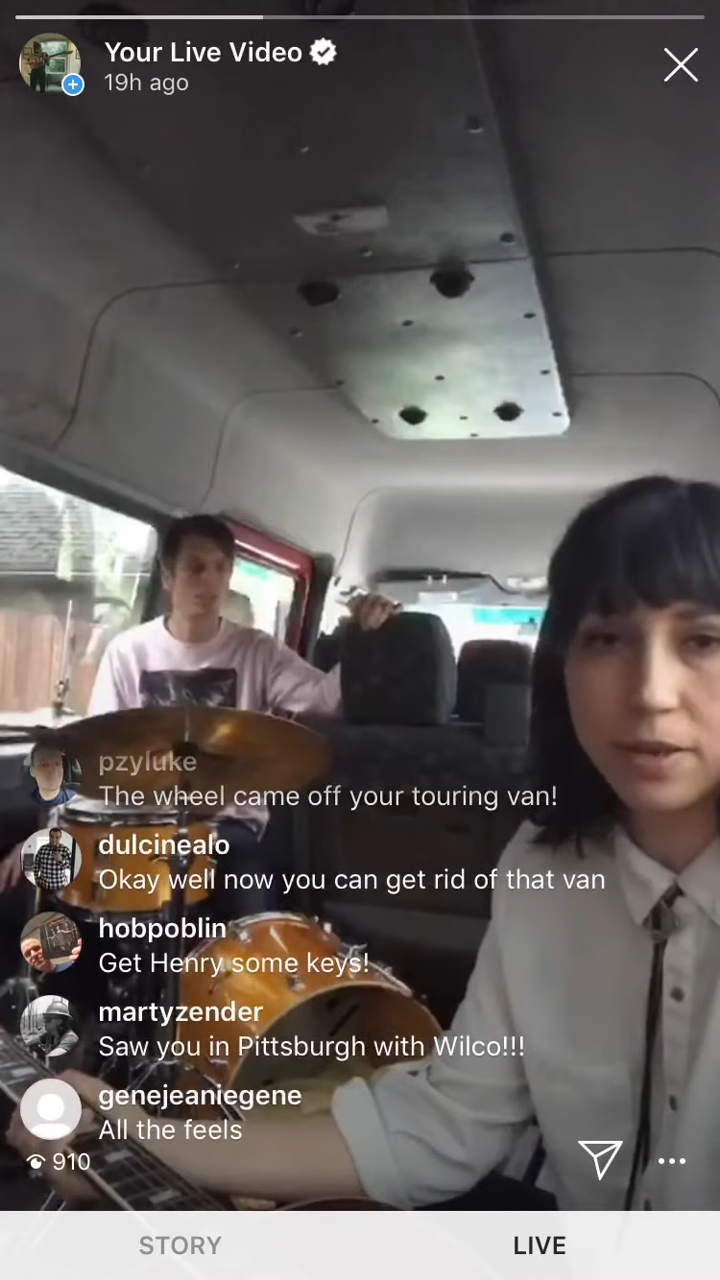 Your Live Video
19h ago
pzyluke
The wheel came off your touring van!
dulcinealo
Okay well now you can get rid of that van
hobpoblin
Get Henry some keys!
martyzender
Saw you in Pittsburgh with Wilco!!!
genejeaniegene
All the feels
910
STORY LIVE